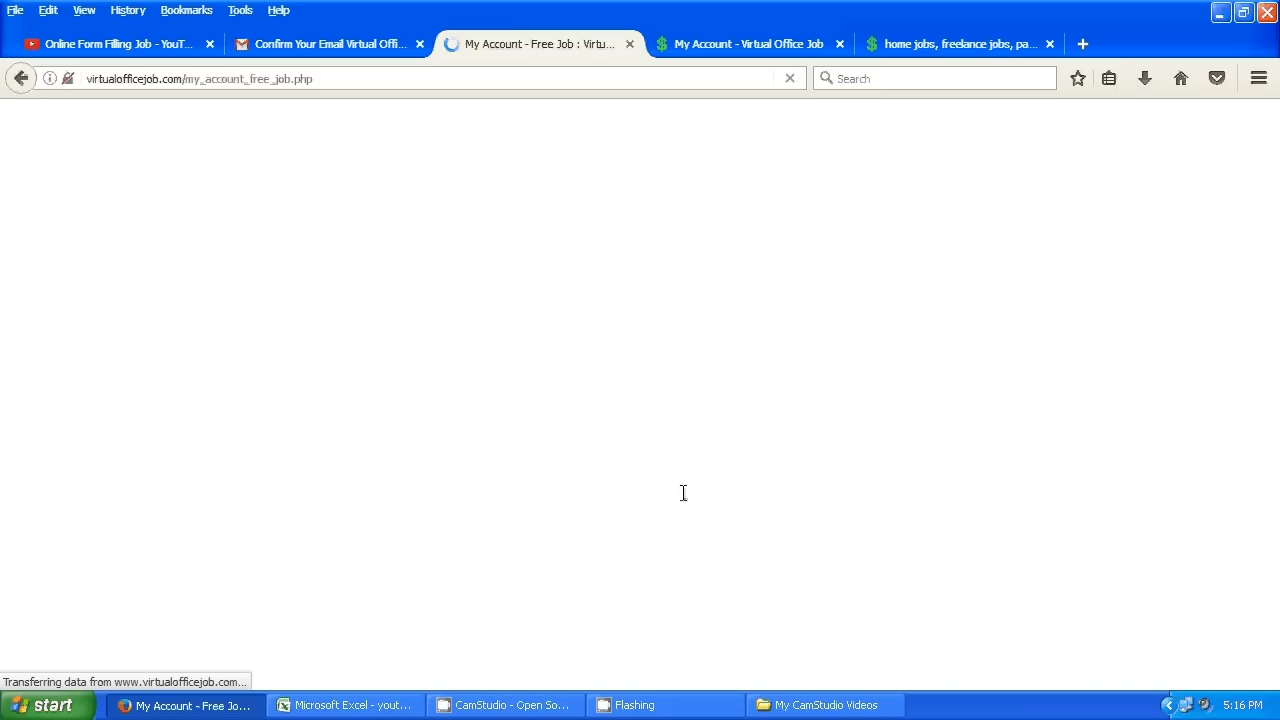 File Edit View History Bookmarks Tools Help
Online Form Filling Job - YouT... Confirm Your Email Virtual Offi... My Account - Free Job : Virtu... My Account - Virtual Office Job home jobs, freelance jobs, pa...
virtualofficejob.com/my_account_free_job.php Search
Transferring data from www.virtualofficejob.com...
start My Account - Free Jo... Microsoft Excel - yout... CamStudio - Open So... Flashing My CamStudio Videos 5:16 PM